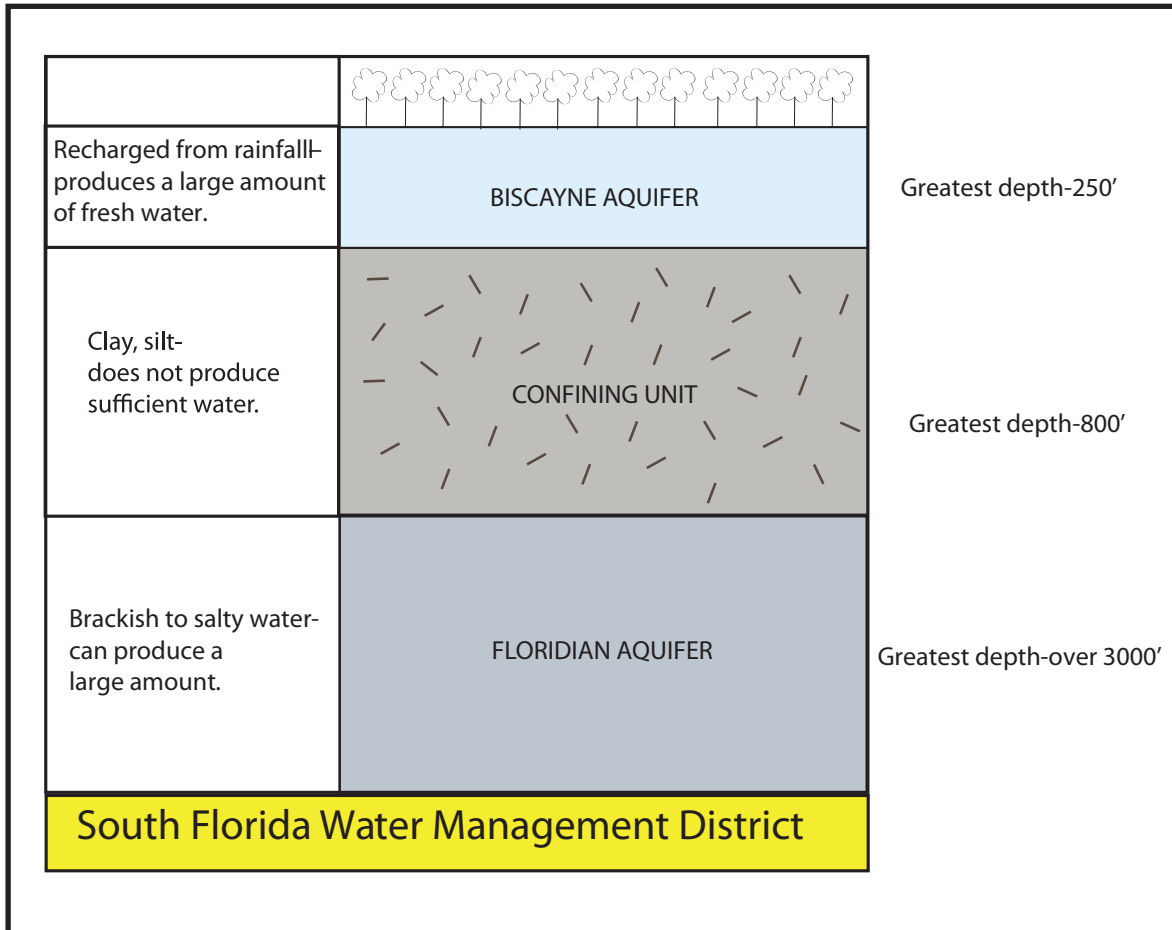 Recharged from rainfalll-
produces a large amount
of fresh water.
BISCAYNE AQUIFER
Greatest depth-250’
Clay, silt-
does not produce
sufficient water.
CONFINING UNIT
Greatest depth-800’
Brackish to salty water-
can produce a
large amount.
FLORIDIAN AQUIFER
Greatest depth-over 3000’
South Florida Water Management District